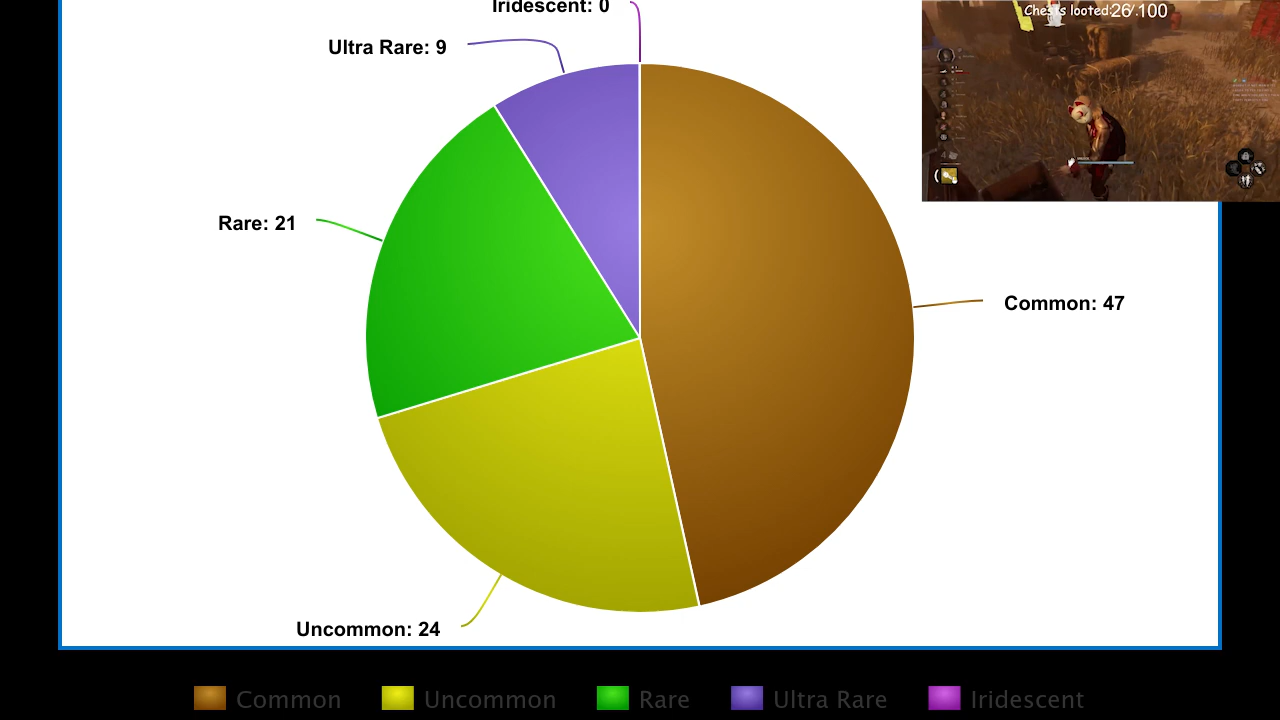 Iridescent: 0
Chests looted:26/.100
Ultra Rare: 9
Rare: 21
Common: 47
Uncommon: 24
Common
Uncommon
Rare
Ultra Rare
Iridescent